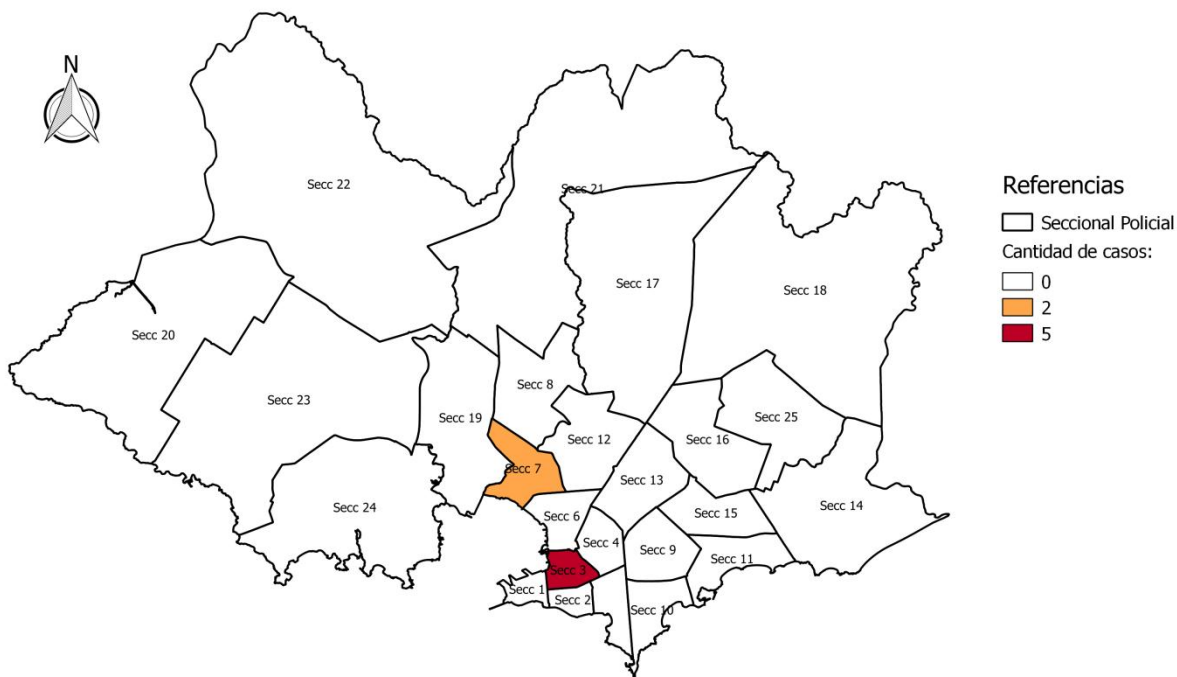 N
Secc 22
Secc 21
Referencias
Seccional Policial
Cantidad de casos:
0
2
5
Secc 17
Secc 18
Secc 20
Secc 8
Secc 23
Secc 19
Secc 25
Secc 12
Secc 16
Secc 7
Secc 13
Secc 24
Secc 14
Secc 6
Secc 15
Secc 4
Secc 9
Secc 11
Secc 3
Secc 1
Secc 2
Secc 10